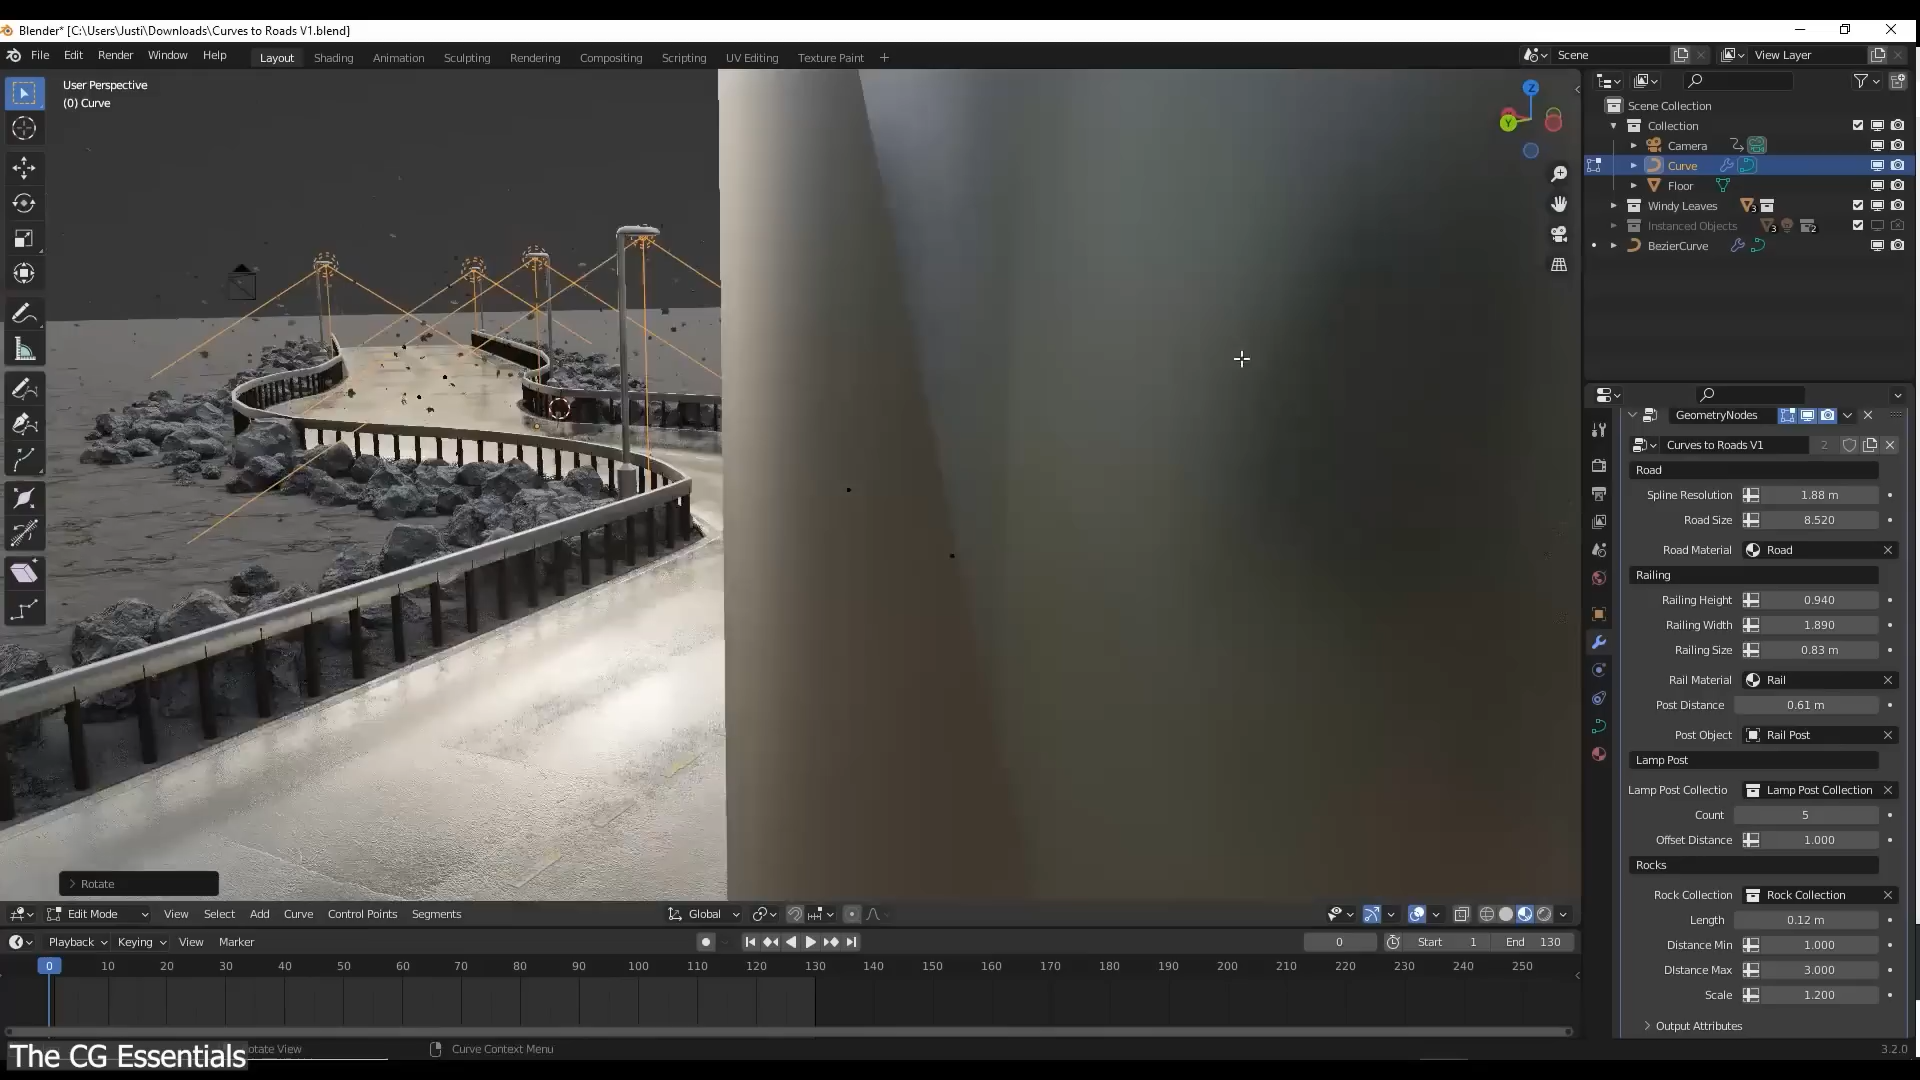 Blender* [C:\Users\Justi\Downloads\Curves to Roads V1.blend]
File Edit Render Window Help Layout Shading Animation Sculpting Rendering Compositing Scripting UV Editing Texture Paint + Scene View Layer
User Perspective
(0) Curve
Z
Y
Scene Collection
Collection
Camera
Curve
Floor
Windy Leaves 3
Instanced Objects 3 2
BezierCurve
GeometryNodes
Curves to Roads V1 2
Road
Spline Resolution 1.88 m
Road Size 8.520
Road Material Road
Railing
Railing Height 0.940
Railing Width 1.890
Railing Size 0.83 m
Rail Material Rail
Post Distance 0.61 m
Post Object Rail Post
Lamp Post
Lamp Post Collectio Lamp Post Collection
Count 5
Offset Distance 1.000
Rocks
Rock Collection Rock Collection
Length 0.12 m
Distance Min 1.000
Distance Max 3.000
Scale 1.200
Output Attributes
Rotate
Edit Mode View Select Add Curve Control Points Segments Global
Playback Keying View Marker 0 Start 1 End 130
0 10 20 30 40 50 60 70 80 90 100 110 120 130 140 150 160 170 180 190 200 210 220 230 240 250
The CG Essentials
otate View Curve Context Menu 3.2.0